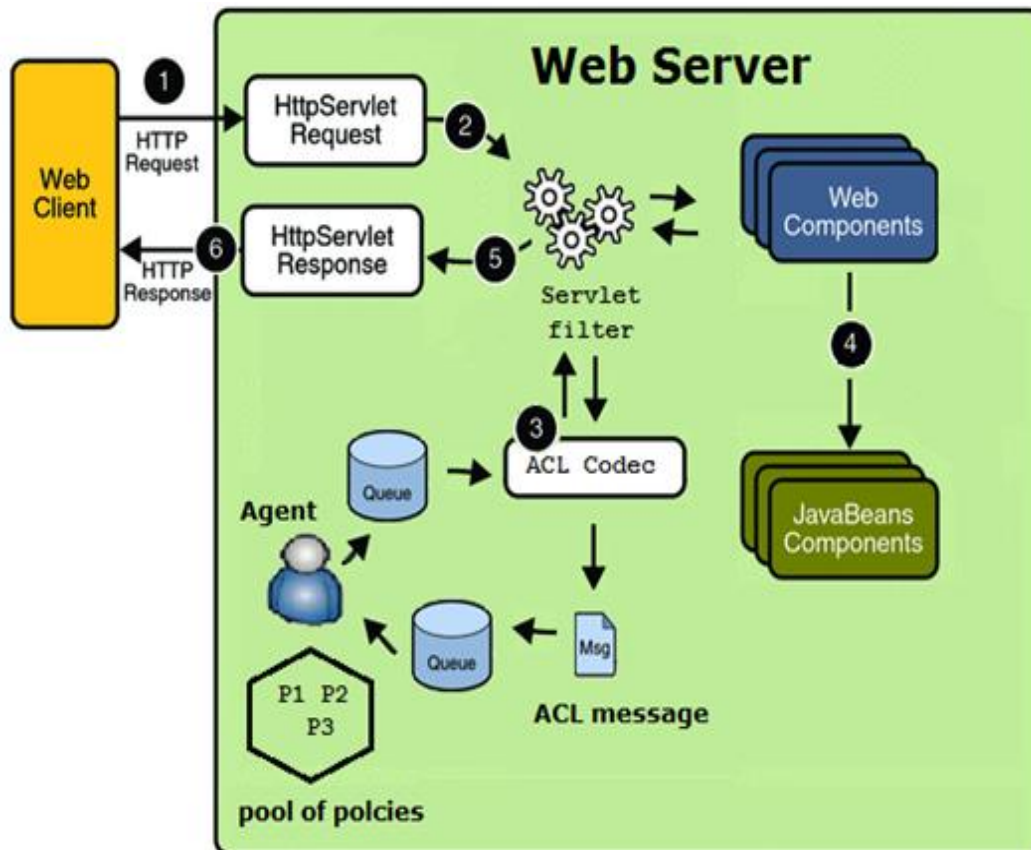 Web Server
1
HttpServlet
Request
2
HTTP
Request
Web
Client
Web
Components
6
HttpServlet
Response
5
HTTP
Response
Servlet
filter
4
3
ACL Codec
Queue
Agent
JavaBeans
Components
Queue
Msg
ACL message
P1 P2
P3
pool of polcies